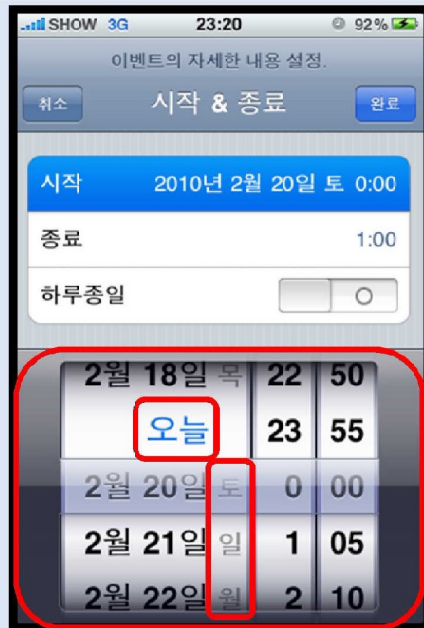 SHOW 3G 23:20 92%
이벤트의 자세한 내용 설정.
취소 시작 & 종료 완료
시작 2010년 2월 20일 토 0:00
종료 1:00
하루종일
2월 18일 목 22 50
오늘 23 55
2월 20일 토 0 00
2월 21일 일 1 05
2월 22일 월 2 10